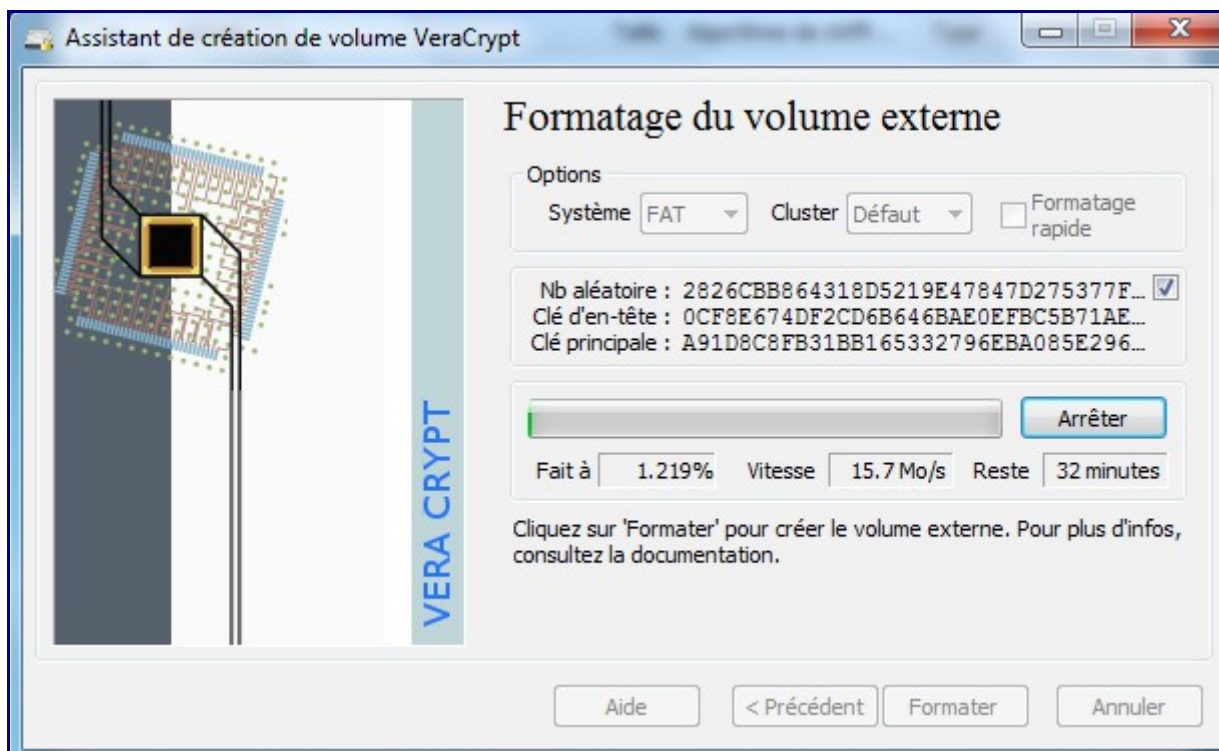 Assistant de création de volume VeraCrypt
Formatage du volume externe
Options
Système FAT Cluster Défaut Formatage rapide
Nb aléatoire : 2826CBB864318D5219E47847D275377F...
Clé d'en-tête : 0CF8E674DF2CD6B646BAE0EFBC5B71AE...
Clé principale : A91D8C8FB31BB165332796EBA085E296...
Arrêter
Fait à 1.219% Vitesse 15.7 Mo/s Reste 32 minutes
Cliquez sur 'Formater' pour créer le volume externe. Pour plus d'infos,
consultez la documentation.
VERA CRYPT
Aide < Précédent Formater Annuler